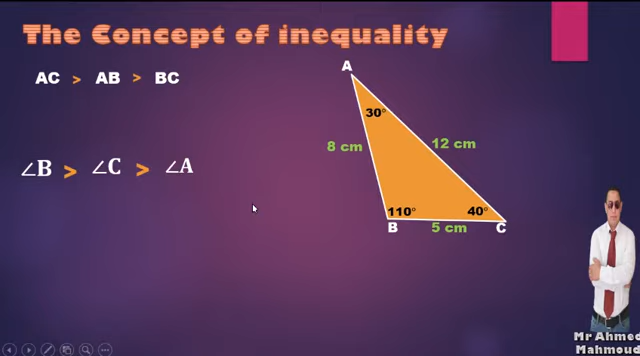 The Concept of inequality
AC > AB > BC
∠B > ∠C > ∠A
A
30°
8 cm
12 cm
110°
40°
B
5 cm
C
Mr Ahmed
Mahmoud